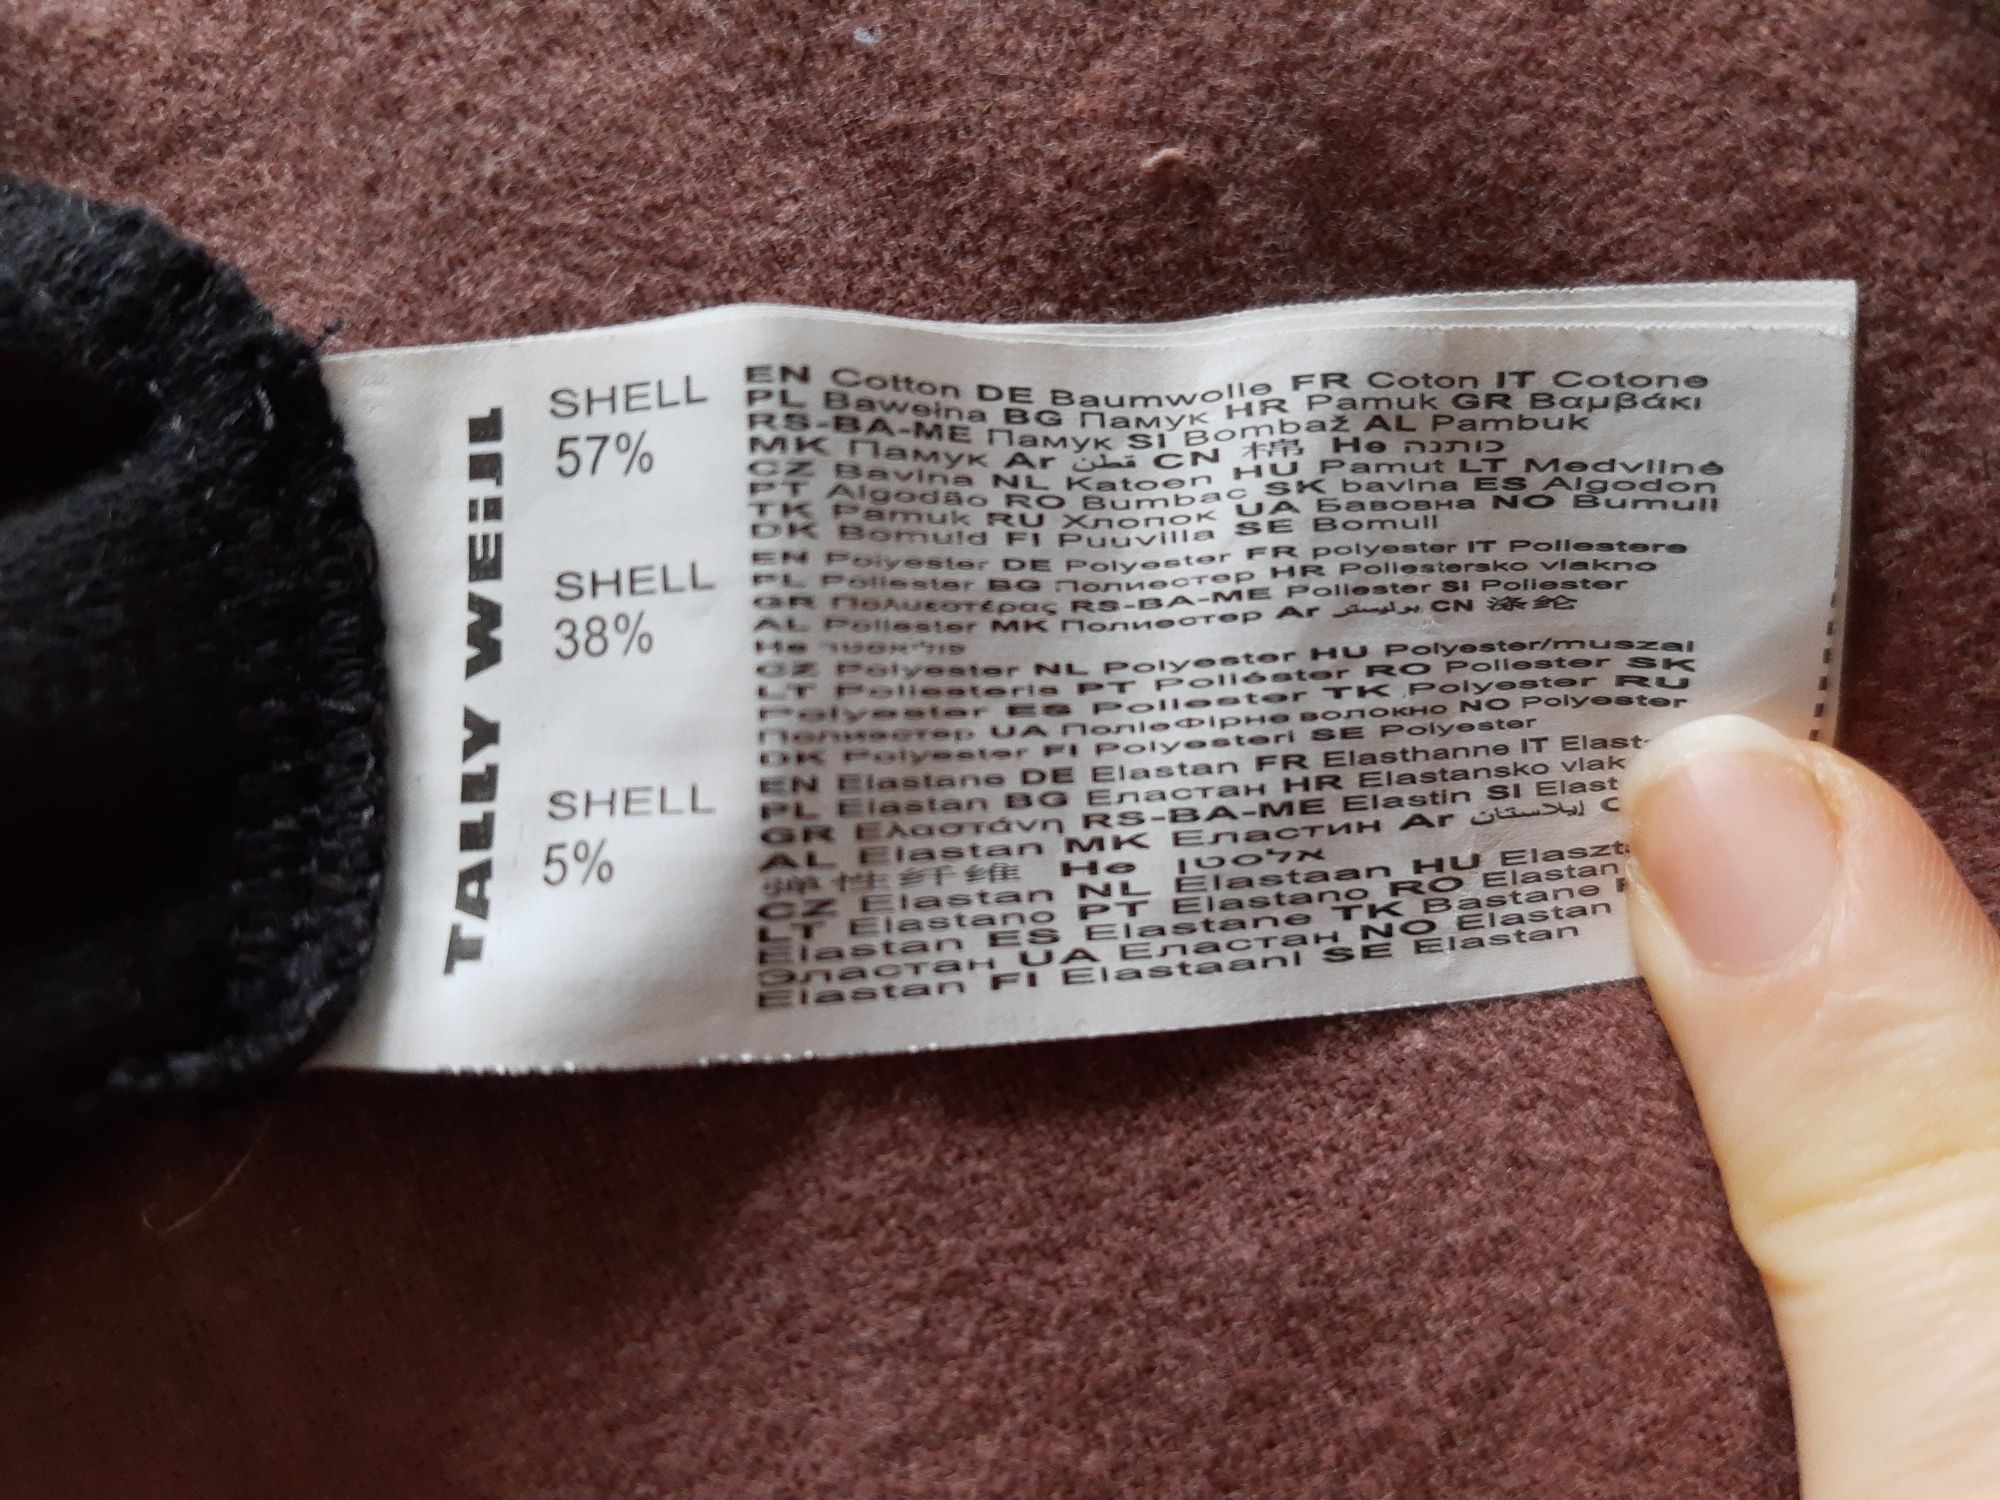 TALLY WEiJL
SHELL
57%
EN Cotton DE Baumwolle FR Coton IT Cotone
PL Bawełna BG Памук HR Pamuk GR Βαμβάκι
RS-BA-ME Памук SI Bombaž AL Pambuk
MK Памук Ar قطن CN 棉 He כותנה
CZ Bavlna NL Katoen HU Pamut LT Medvilnė
PT Algodão RO Bumbac SK bavlna ES Algodon
TK Pamuk RU Хлопок UA Бавовна NO Bumull
DK Bomuld FI Puuvilla SE Bomull
SHELL
38%
EN Polyester DE Polyester FR polyester IT Poliestere
PL Poliester BG Полиестер HR Poliestersko vlakno
GR Πολυεστέρας RS-BA-ME Poliester SI Poliester
AL Poliester MK Полиестер Ar بوليستر CN 涤纶
He פוליאסטר
CZ Polyester NL Polyester HU Polyester/muszal
LT Poliesteris PT Poliéster RO Poliester SK
Polyester ES Poliester TK Polyester RU
Полиестер UA Поліефірне волокно NO Polyester
DK Polyester FI Polyesteri SE Polyester
SHELL
5%
EN Elastane DE Elastan FR Elasthanne IT Elast
PL Elastan BG Еластан HR Elastansko vlak
GR Ελαστάνη RS-BA-ME Elastin SI Elast
AL Elastan MK Еластин Ar إيلاستان C
弹性纤维 He אלסטן
CZ Elastan NL Elastaan HU Elaszt
LT Elastano PT Elastano RO Elastan
Elastan ES Elastane TK Bastane
Эластан UA Еластан NO Elastan
Elastan FI Elastaani SE Elastan